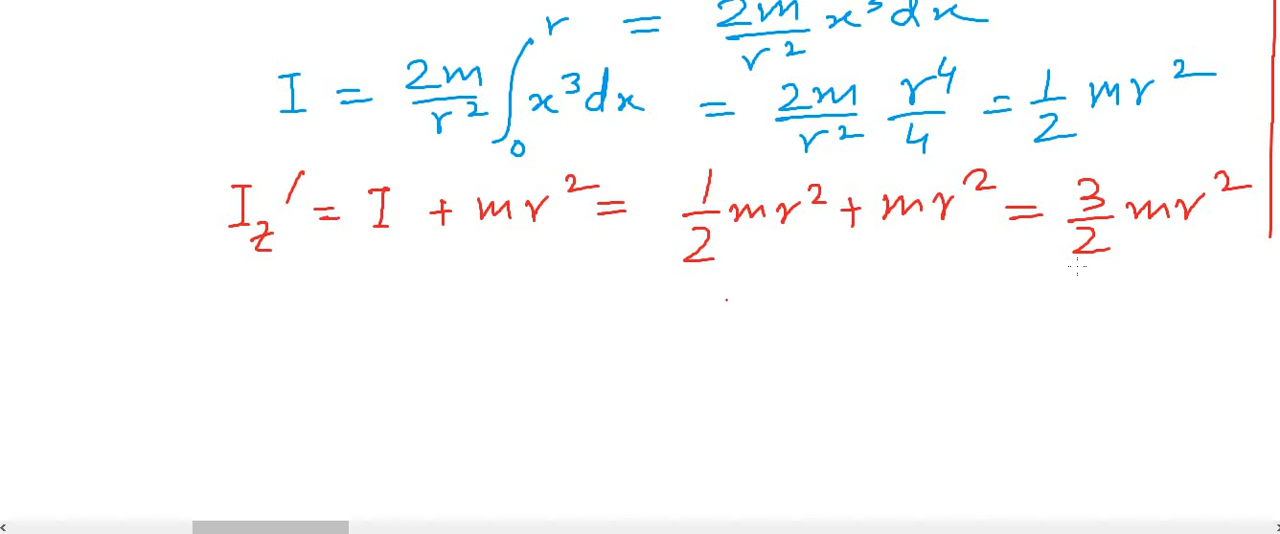 r = 2m/r² x³dx
I = 2m/r² ∫₀ʳ x³dx = 2m/r² r⁴/4 = 1/2 mr²
I_z′ = I + mr² = 1/2 mr² + mr² = 3/2 mr²